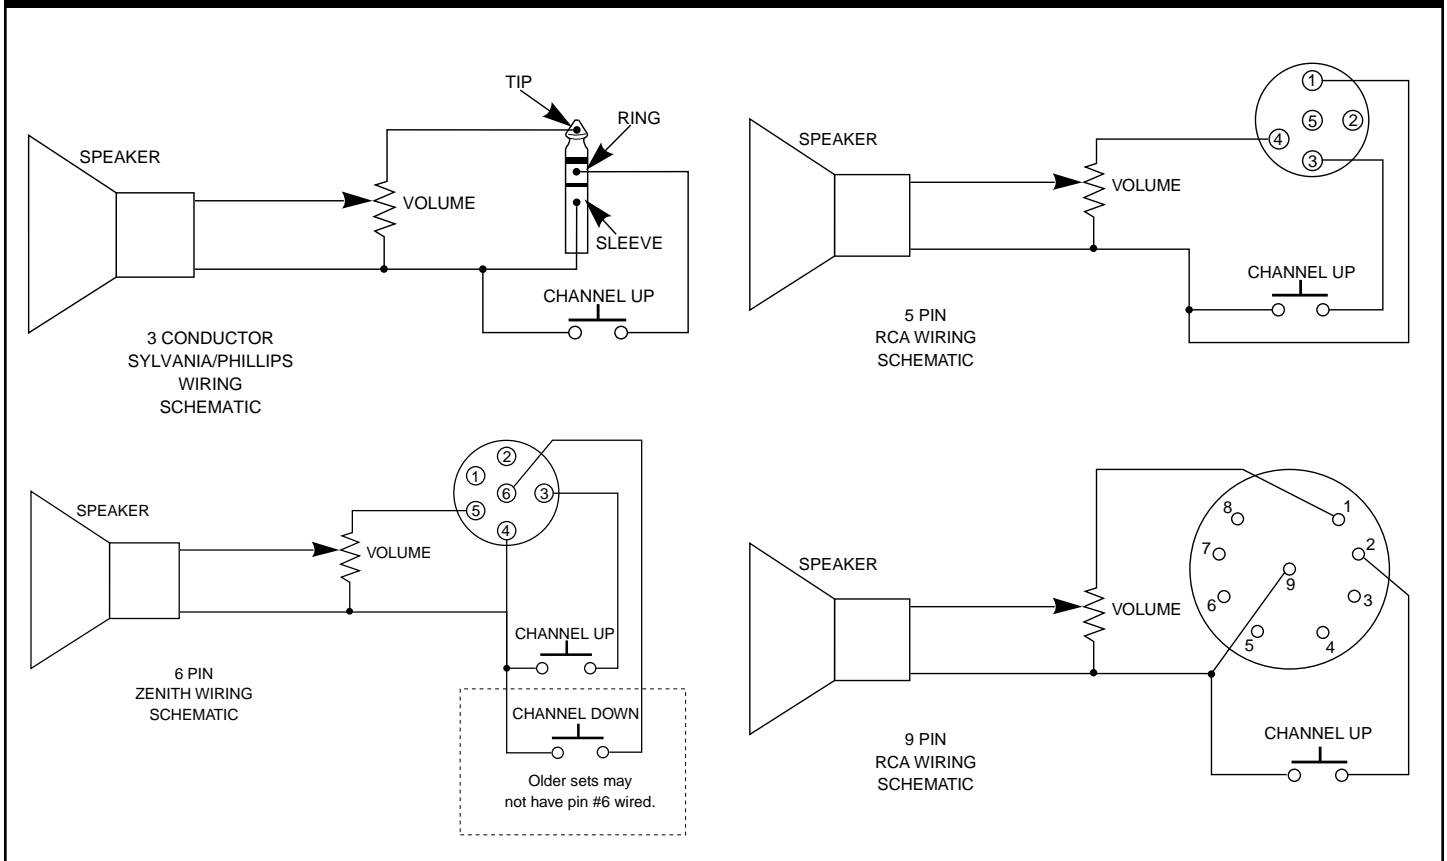 TIP
RING
SPEAKER
VOLUME
SLEEVE
CHANNEL UP
3 CONDUCTOR
SYLVANIA/PHILLIPS
WIRING
SCHEMATIC
1
5
2
4
3
SPEAKER
VOLUME
CHANNEL UP
5 PIN
RCA WIRING
SCHEMATIC
2
1
6
3
5
4
SPEAKER
VOLUME
CHANNEL UP
6 PIN
ZENITH WIRING
SCHEMATIC
CHANNEL DOWN
Older sets may
not have pin #6 wired.
8
1
7
2
9
6
3
5
4
SPEAKER
VOLUME
CHANNEL UP
9 PIN
RCA WIRING
SCHEMATIC